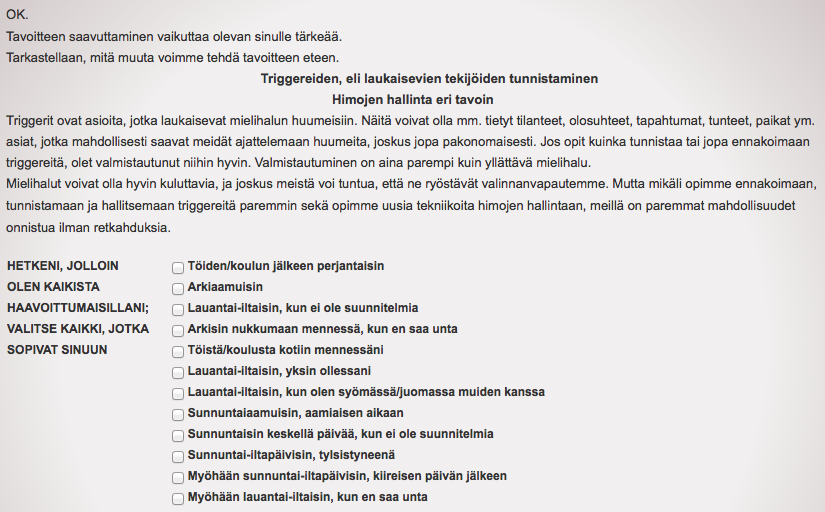 OK.
Tavoitteen saavuttaminen vaikuttaa olevan sinulle tärkeää.
Tarkastellaan, mitä muuta voimme tehdä tavoitteen eteen.
Triggereiden, eli laukaisevien tekijöiden tunnistaminen
Himojen hallinta eri tavoin
Triggerit ovat asioita, jotka laukaisevat mielihalun huumeisiin. Näitä voivat olla mm. tietyt tilanteet, olosuhteet, tapahtumat, tunteet, paikat ym.
asiat, jotka mahdollisesti saavat meidät ajattelemaan huumeita, joskus jopa pakonomaisesti. Jos opit kuinka tunnistaa tai jopa ennakoimaan
triggereitä, olet valmistautunut niihin hyvin. Valmistautuminen on aina parempi kuin yllättävä mielihalu.
Mielihalut voivat olla hyvin kuluttavia, ja joskus meistä voi tuntua, että ne ryöstävät valinnanvapautemme. Mutta mikäli opimme ennakoimaan,
tunnistamaan ja hallitsemaan triggereitä paremmin sekä opimme uusia tekniikoita himojen hallintaan, meillä on paremmat mahdollisuudet
onnistua ilman retkahduksia.
HETKENI, JOLLOIN
OLEN KAIKISTA
HAAVOITTUMAISILLANI;
VALITSE KAIKKI, JOTKA
SOPIVAT SINUUN
Töiden/koulun jälkeen perjantaisin
Arkiaamuisin
Lauantai-iltaisin, kun ei ole suunnitelmia
Arkisin nukkumaan mennessä, kun en saa unta
Töistä/koulusta kotiin mennessäni
Lauantai-iltaisin, yksin ollessani
Lauantai-iltaisin, kun olen syömässä/juomassa muiden kanssa
Sunnuntaiaamuisin, aamiaisen aikaan
Sunnuntaisin keskellä päivää, kun ei ole suunnitelmia
Sunnuntai-iltapäivisin, tylsistyneenä
Myöhään sunnuntai-iltapäivisin, kiireisen päivän jälkeen
Myöhään lauantai-iltaisin, kun en saa unta